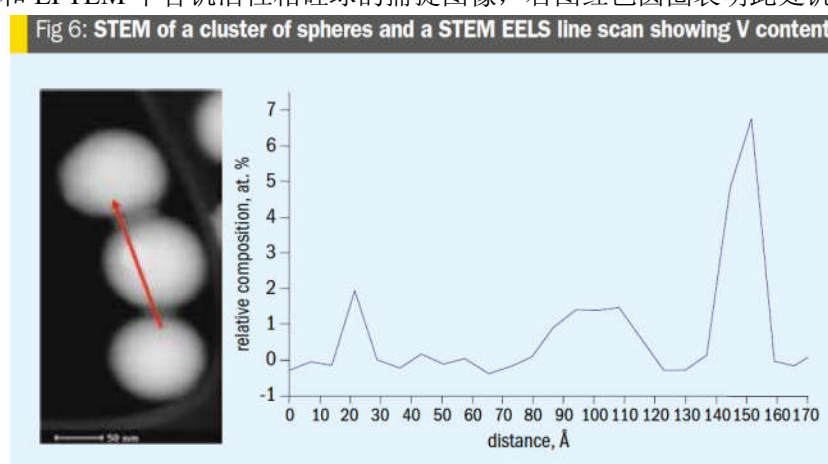 Fig 6: STEM of a cluster of spheres and a STEM EELS line scan showing V content
relative composition, at. %
7
6
5
4
3
2
1
0
-1
0 10 20 30 40 50 60 70 80 90 100 110 120 130 140 150 160 170
distance, Å
50 nm